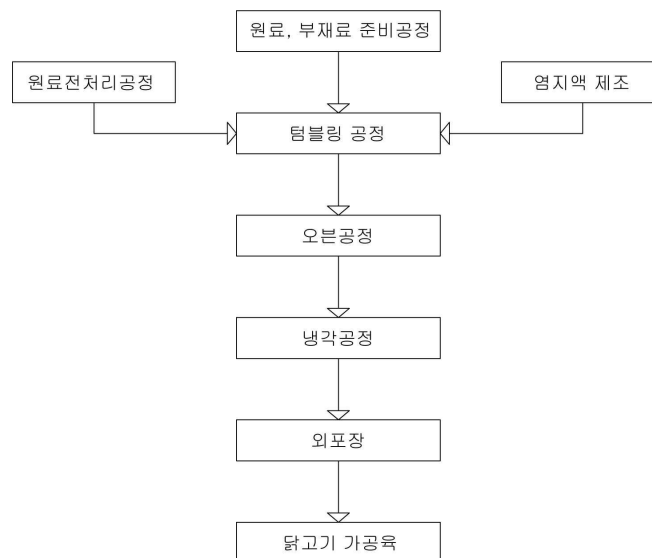 원료, 부재료 준비공정
원료전처리공정
염지액 제조
텀블링 공정
오븐공정
냉각공정
외포장
닭고기 가공육